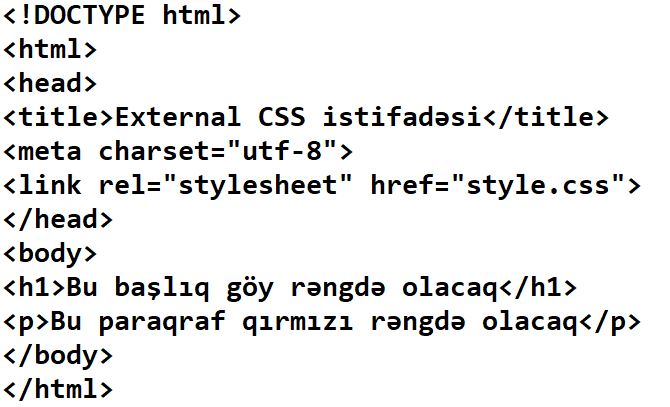 <!DOCTYPE html>
<html>
<head>
<title>External CSS istifadəsi</title>
<meta charset="utf-8">
<link rel="stylesheet" href="style.css">
</head>
<body>
<h1>Bu başlıq göy rəngdə olacaq</h1>
<p>Bu paraqraf qırmızı rəngdə olacaq</p>
</body>
</html>